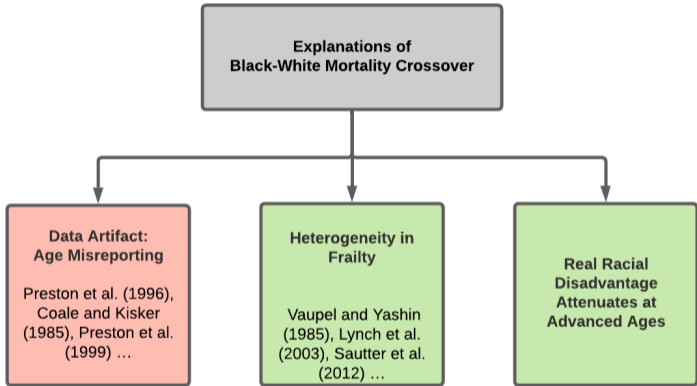 Explanations of
Black-White Mortality Crossover
Data Artifact:
Age Misreporting
Preston et al. (1996),
Coale and Kisker
(1985), Preston et al.
(1999) ...
Heterogeneity in
Frailty
Vaupel and Yashin
(1985), Lynch et al.
(2003), Sautter et al.
(2012) ...
Real Racial
Disadvantage
Attenuates at
Advanced Ages